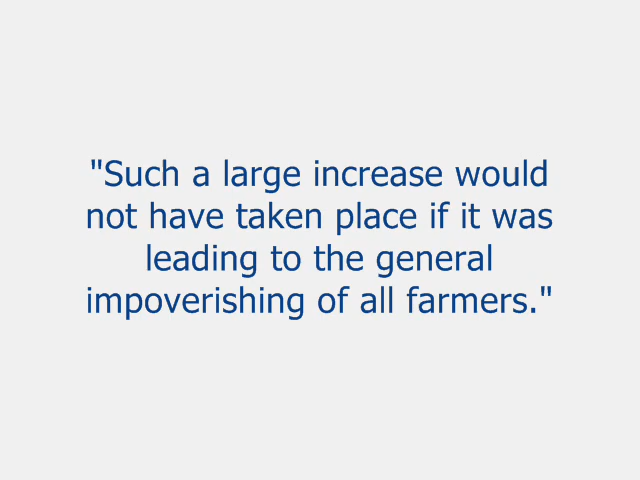 "Such a large increase would
not have taken place if it was
leading to the general
impoverishing of all farmers."